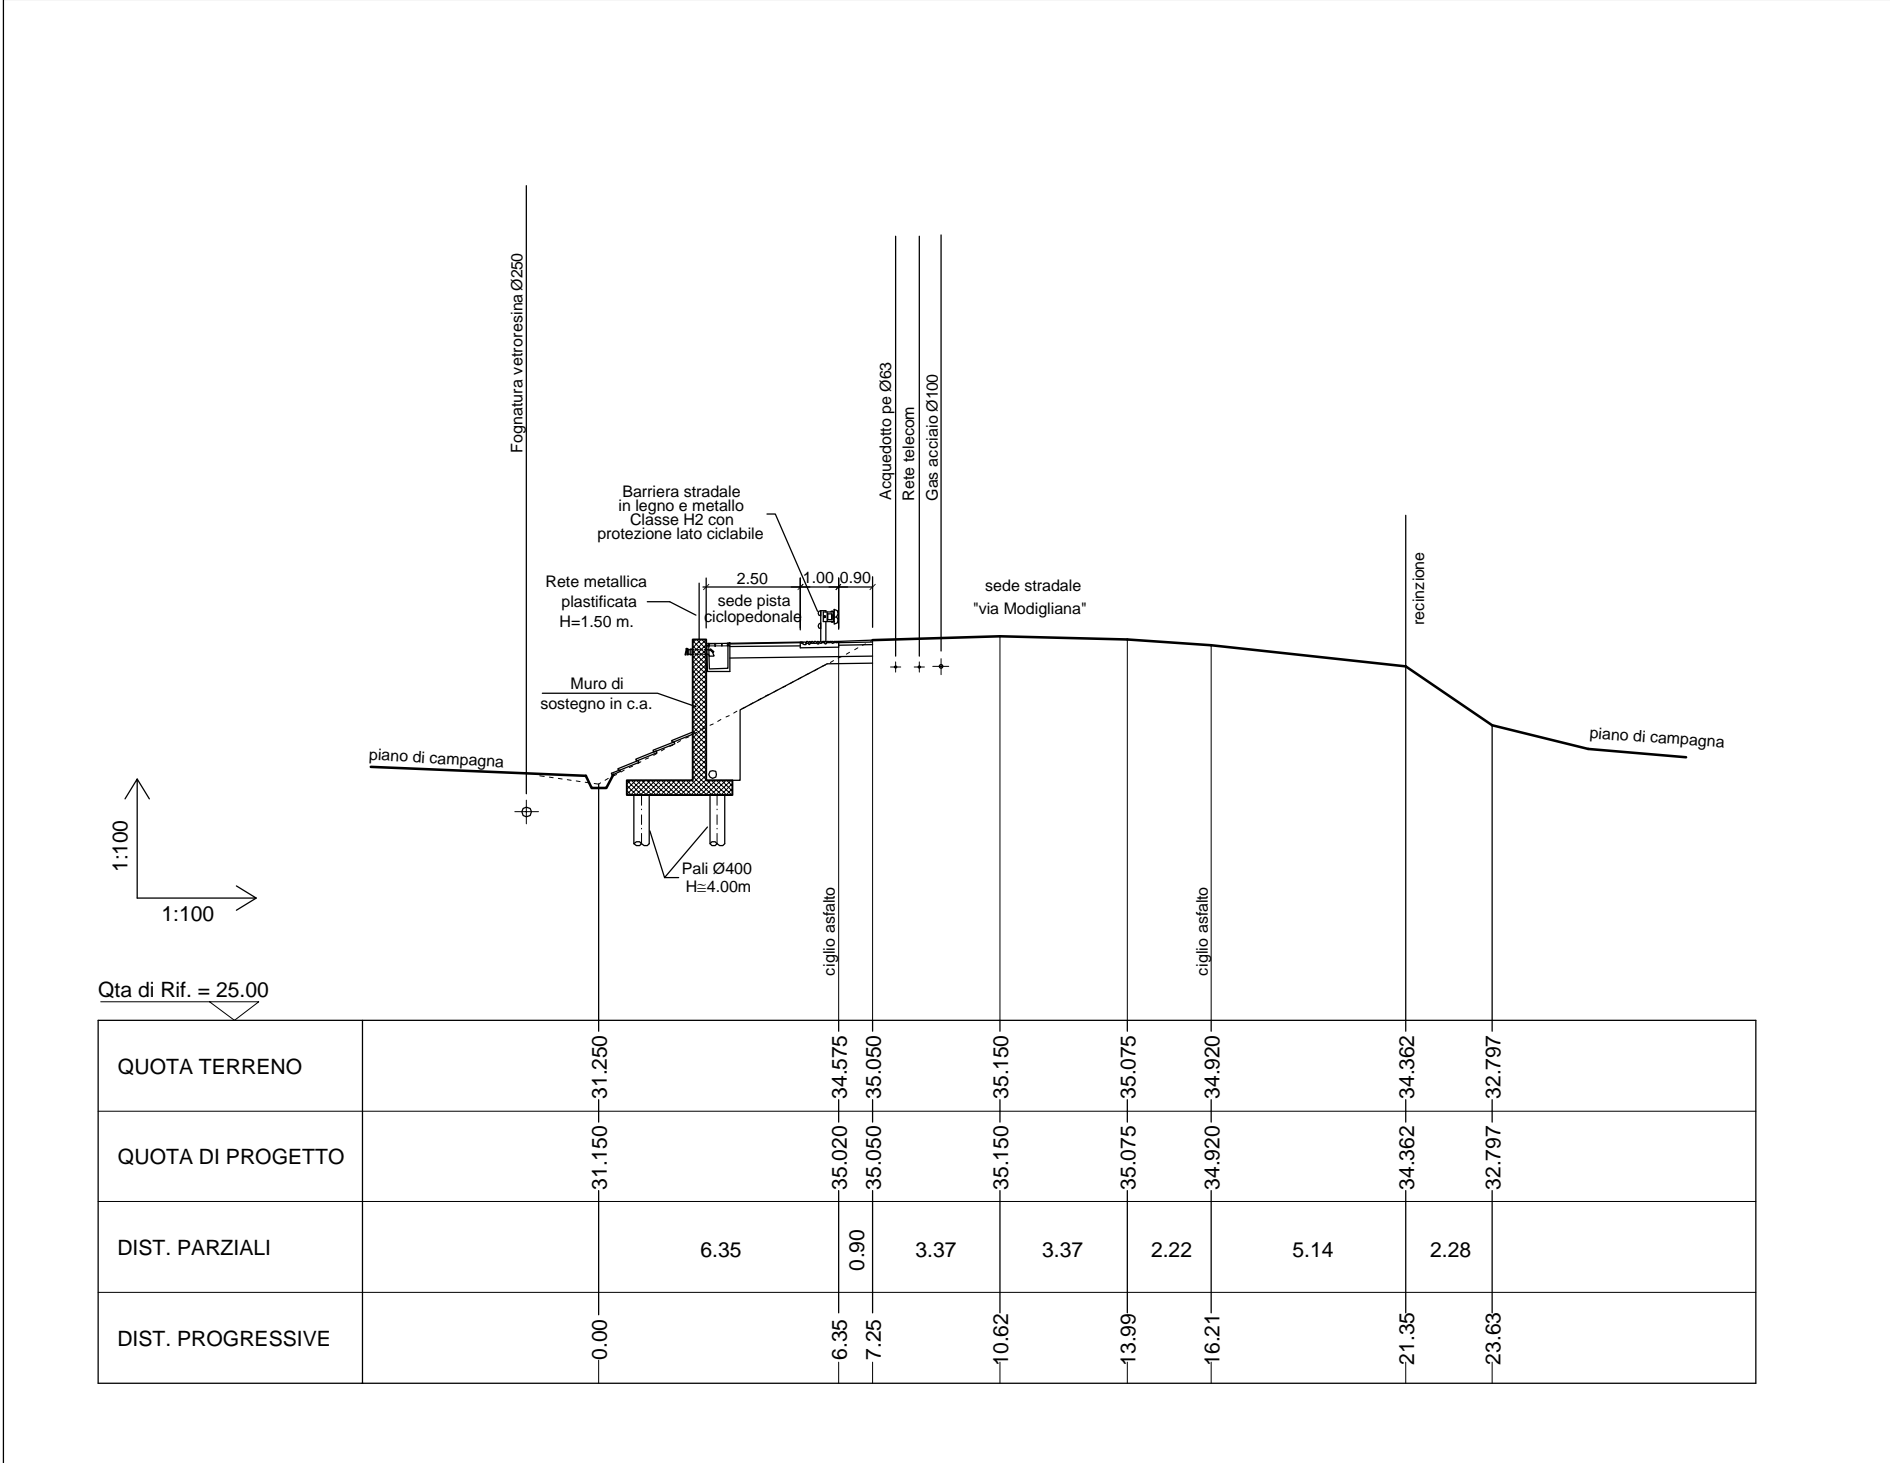 Fognatura vetroresina Ø250
Acquedotto pe Ø63
Rete telecom
Gas acciaio Ø100
Barriera stradale
in legno e metallo
Classe H2 con
protezione lato ciclabile
recinzione
Rete metallica
plastificata
H=1.50 m.
2.50
1.00
0.90
sede pista
ciclopedonale
sede stradale
"via Modigliana"
Muro di
sostegno in c.a.
piano di campagna
piano di campagna
Pali Ø400
H≅4.00m
1:100
1:100
ciglio asfalto
ciglio asfalto
Qta di Rif. = 25.00
QUOTA TERRENO 31.250 34.575 35.050 35.150 35.075 34.920 34.362 32.797
QUOTA DI PROGETTO 31.150 35.020 35.050 35.150 35.075 34.920 34.362 32.797
DIST. PARZIALI 6.35 0.90 3.37 3.37 2.22 5.14 2.28
DIST. PROGRESSIVE 0.00 6.35 7.25 10.62 13.99 16.21 21.35 23.63